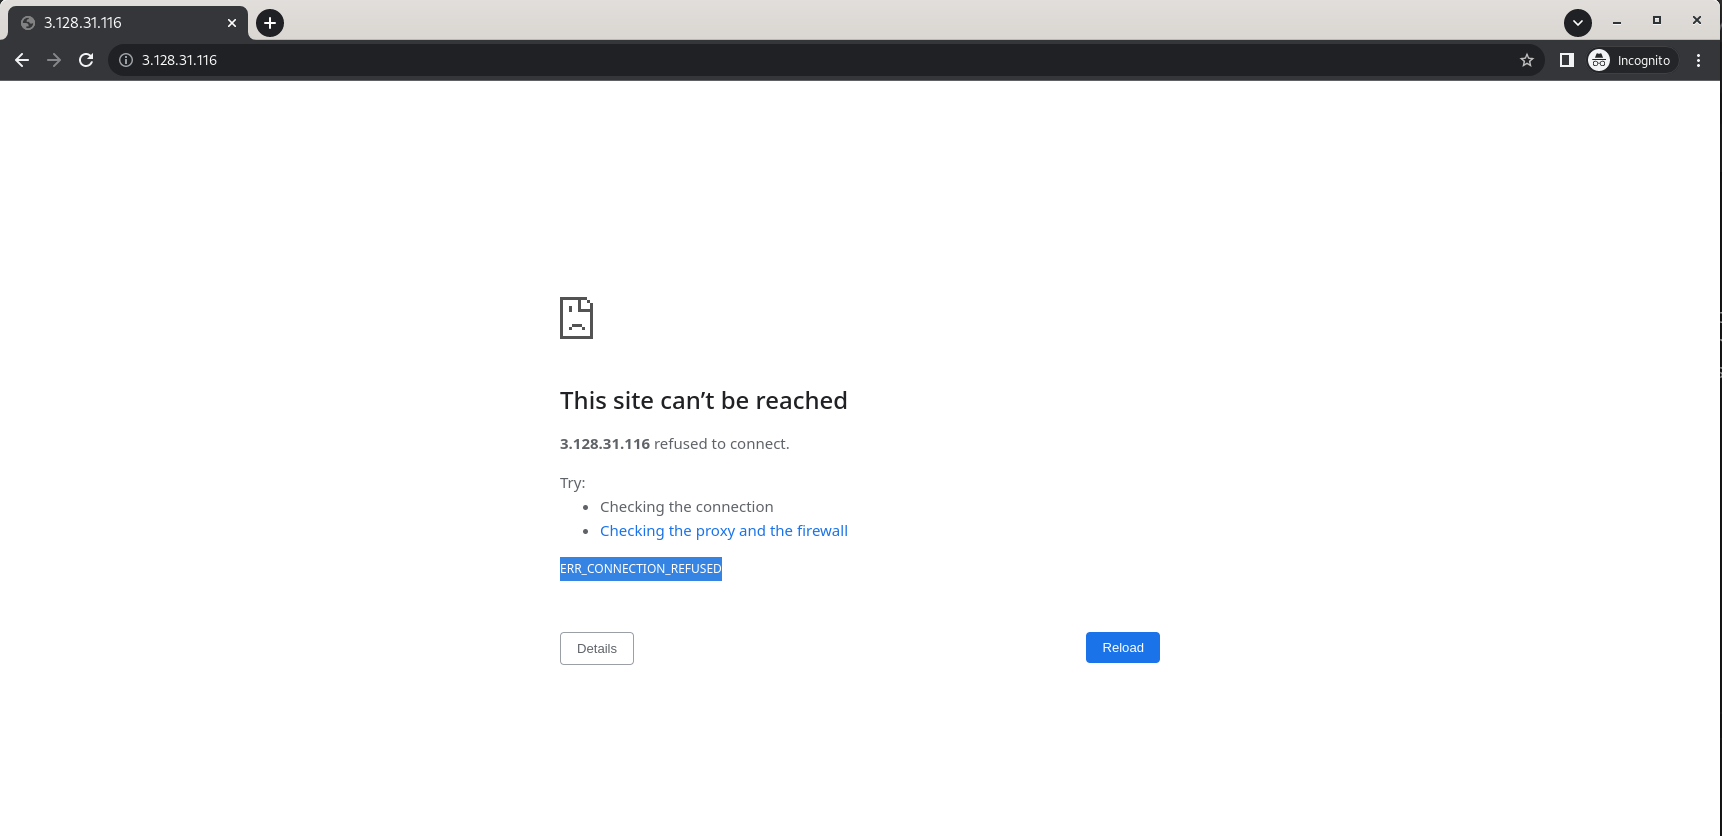 3.128.31.116
3.128.31.116
Incognito
This site can’t be reached
3.128.31.116 refused to connect.
Try:
• Checking the connection
• Checking the proxy and the firewall
ERR_CONNECTION_REFUSED
Details
Reload